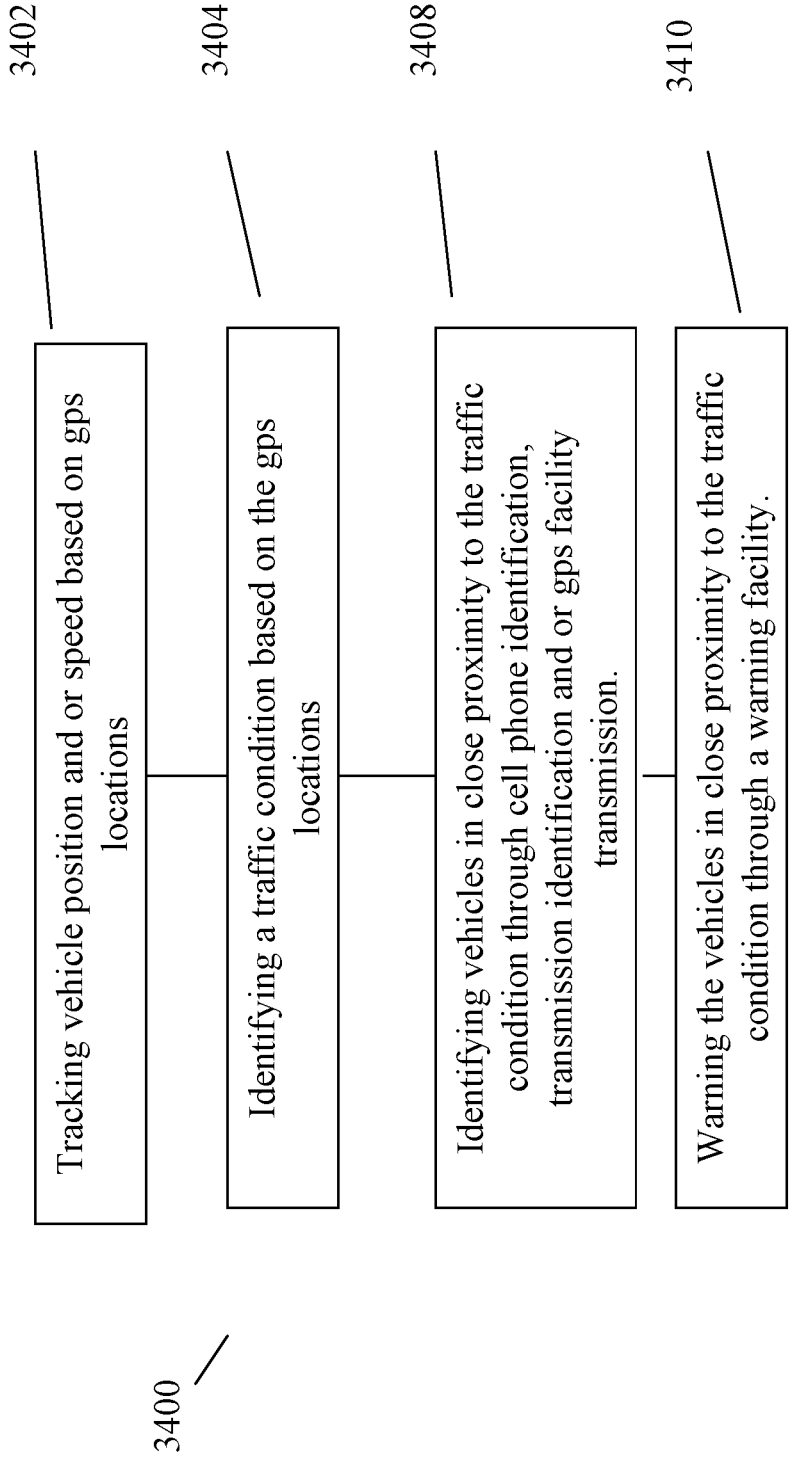 3400
Tracking vehicle position and or speed based on gps
locations
3402
Identifying a traffic condition based on the gps
locations
3404
Identifying vehicles in close proximity to the traffic
condition through cell phone identification,
transmission identification and or gps facility
transmission.
3408
Warning the vehicles in close proximity to the traffic
condition through a warning facility.
3410